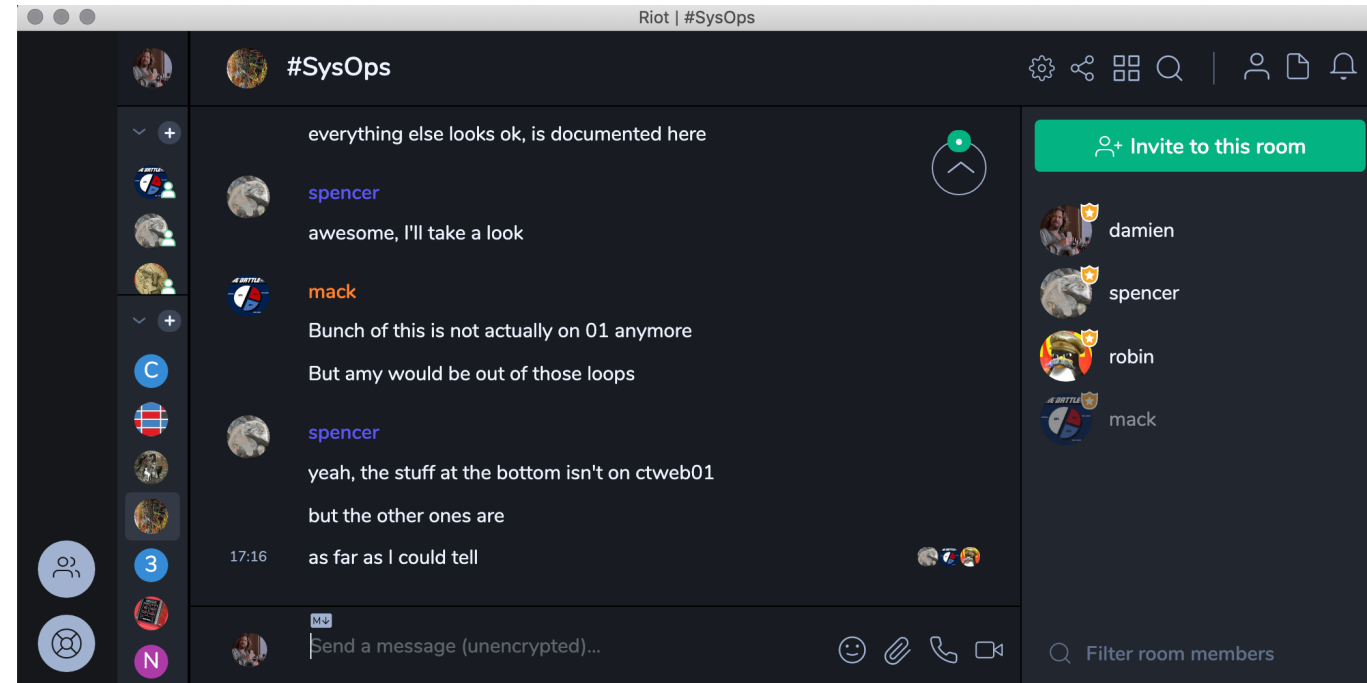 Riot | #SysOps
#SysOps
everything else looks ok, is documented here
spencer
awesome, I'll take a look
mack
Bunch of this is not actually on 01 anymore
But amy would be out of those loops
spencer
yeah, the stuff at the bottom isn't on ctweb01
but the other ones are
17:16 as far as I could tell
M↓
Send a message (unencrypted)...
C
3
N
Invite to this room
damien
spencer
robin
mack
Filter room members